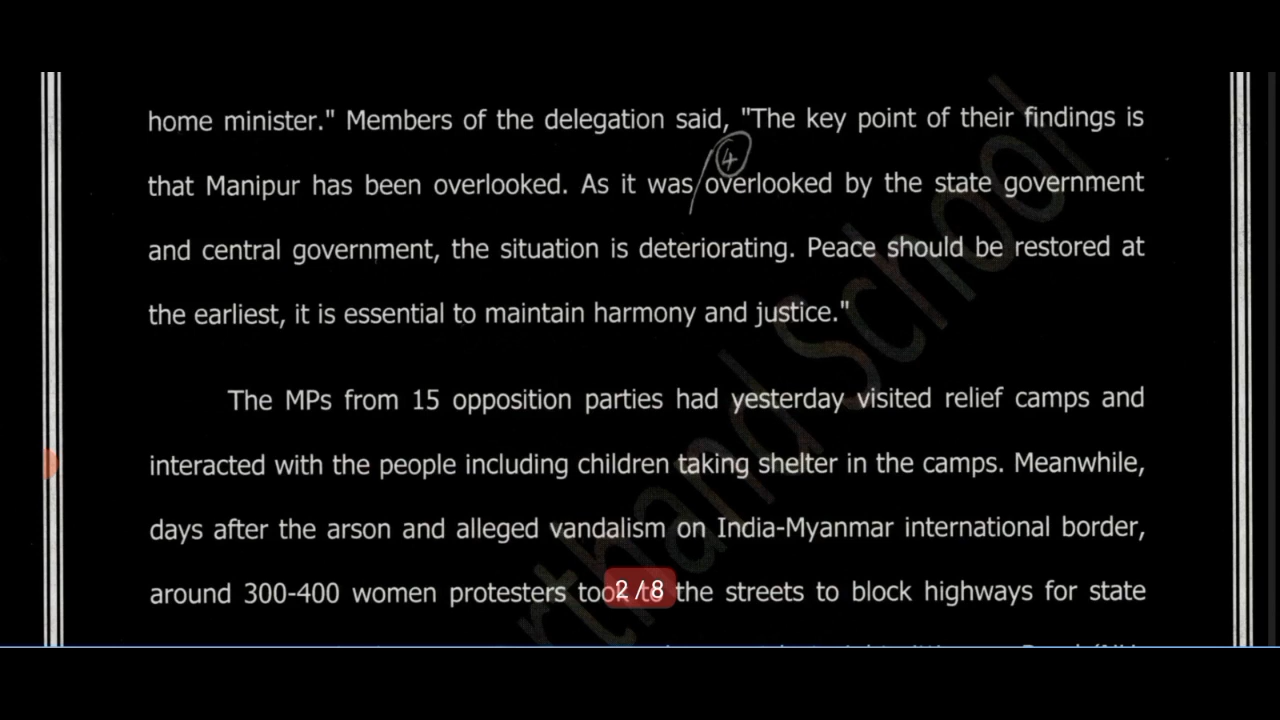 home minister." Members of the delegation said, "The key point of their findings is
4
that Manipur has been overlooked. As it was/overlooked by the state government
and central government, the situation is deteriorating. Peace should be restored at
the earliest, it is essential to maintain harmony and justice."
The MPs from 15 opposition parties had yesterday visited relief camps and
interacted with the people including children taking shelter in the camps. Meanwhile,
days after the arson and alleged vandalism on India-Myanmar international border,
around 300-400 women protesters took to the streets to block highways for state
2 / 8
rthand School